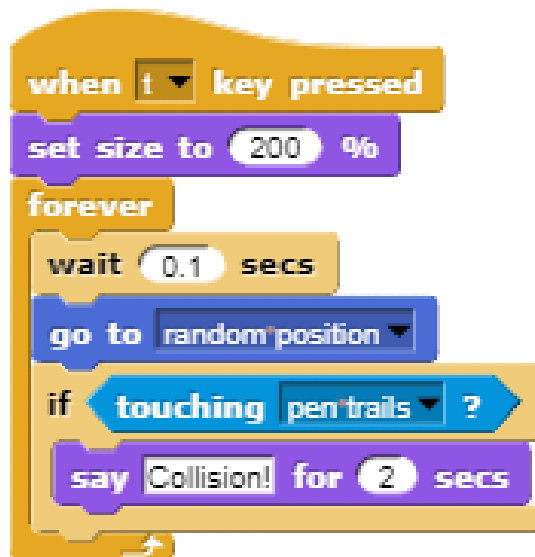 when t key pressed
set size to 200 %
forever
wait 0.1 secs
go to random position
if touching pen trails ?
say Collision! for 2 secs